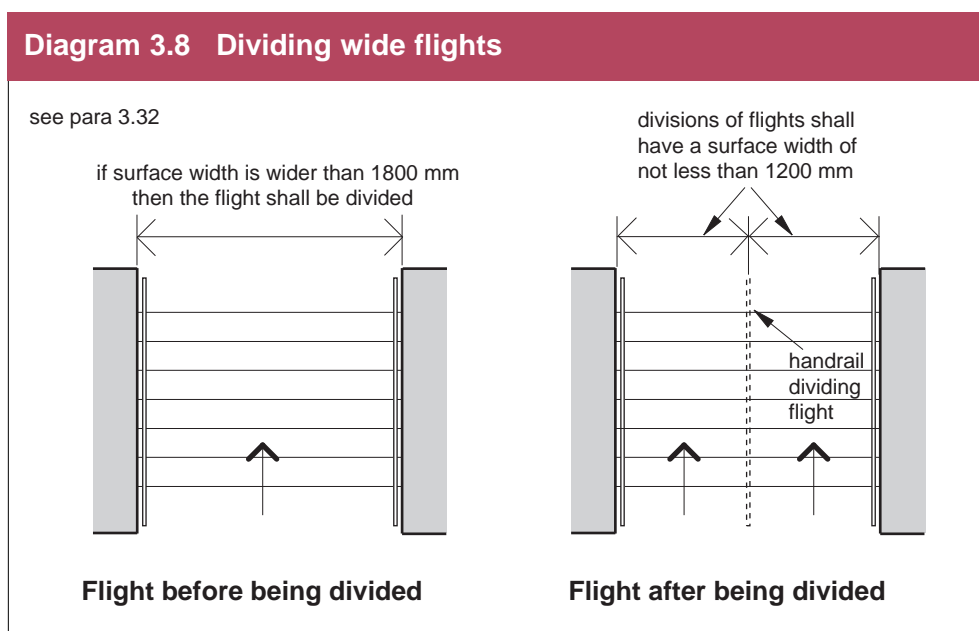 Diagram 3.8 Dividing wide flights
see para 3.32
if surface width is wider than 1800 mm
then the flight shall be divided
divisions of flights shall
have a surface width of
not less than 1200 mm
handrail
dividing
flight
Flight before being divided
Flight after being divided